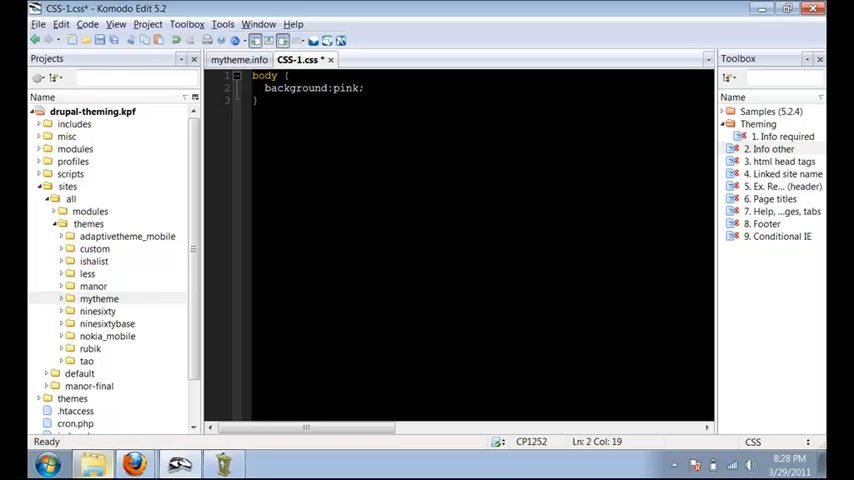 CSS-1.css* - Komodo Edit 5.2
File Edit Code View Project Toolbox Tools Window Help
Projects
mytheme.info
CSS-1.css *
Toolbox
Name
drupal-theming.kpf
includes
misc
modules
profiles
scripts
sites
all
modules
themes
adaptivetheme_mobile
custom
ishalist
less
manor
mytheme
ninesixty
ninesixtybase
nokia_mobile
rubik
tao
default
manor-final
themes
.htaccess
cron.php
1 body {
2 background:pink;
3 }
Name
Samples (5.2.4)
Theming
1. Info required
2. Info other
3. html head tags
4. Linked site name
5. Ex. Re... (header)
6. Page titles
7. Help, ...ges, tabs
8. Footer
9. Conditional IE
Ready
CP1252
Ln: 2 Col: 19
CSS
8:28 PM
3/29/2011